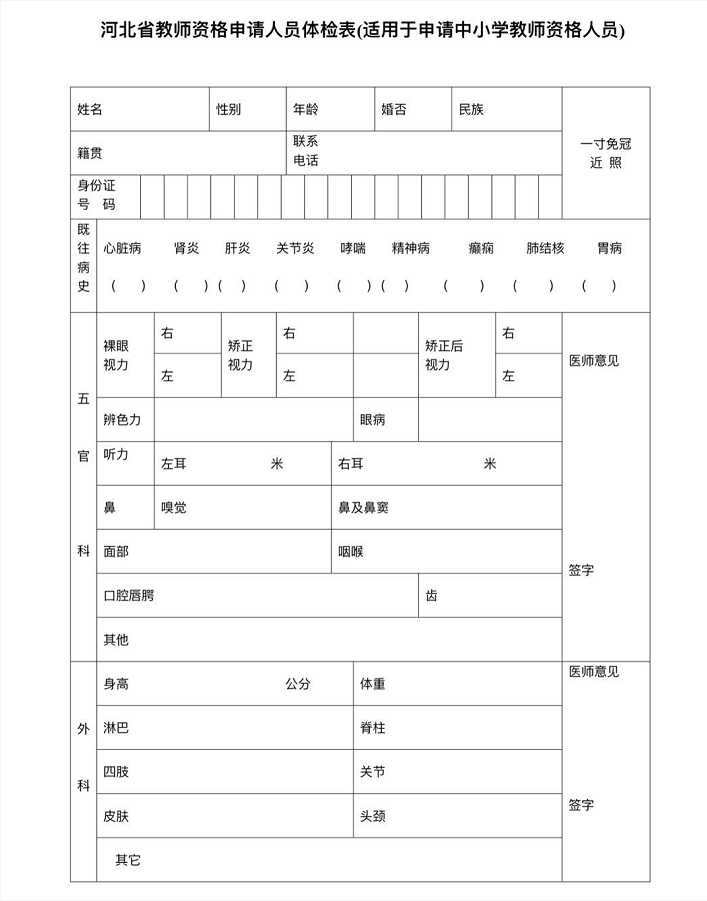 河北省教师资格申请人员体检表(适用于申请中小学教师资格人员)
姓名 性别 年龄 婚否 民族
一寸免冠
近 照
籍贯
联系
电话
身份证
号 码
既往病史
心脏病 肾炎 肝炎 关节炎 哮喘 精神病 癫痫 肺结核 胃病
( ) ( ) ( ) ( ) ( ) ( ) ( ) ( ) ( )
五官科
裸眼
视力
右
左
矫正
视力
右
左
矫正后
视力
右
左
医师意见
辨色力 眼病
听力 左耳 米 右耳 米
鼻 嗅觉 鼻及鼻窦
面部 咽喉
签字
口腔唇腭 齿
其他
外科
身高 公分 体重
医师意见
淋巴 脊柱
四肢 关节
皮肤 头颈
签字
其它